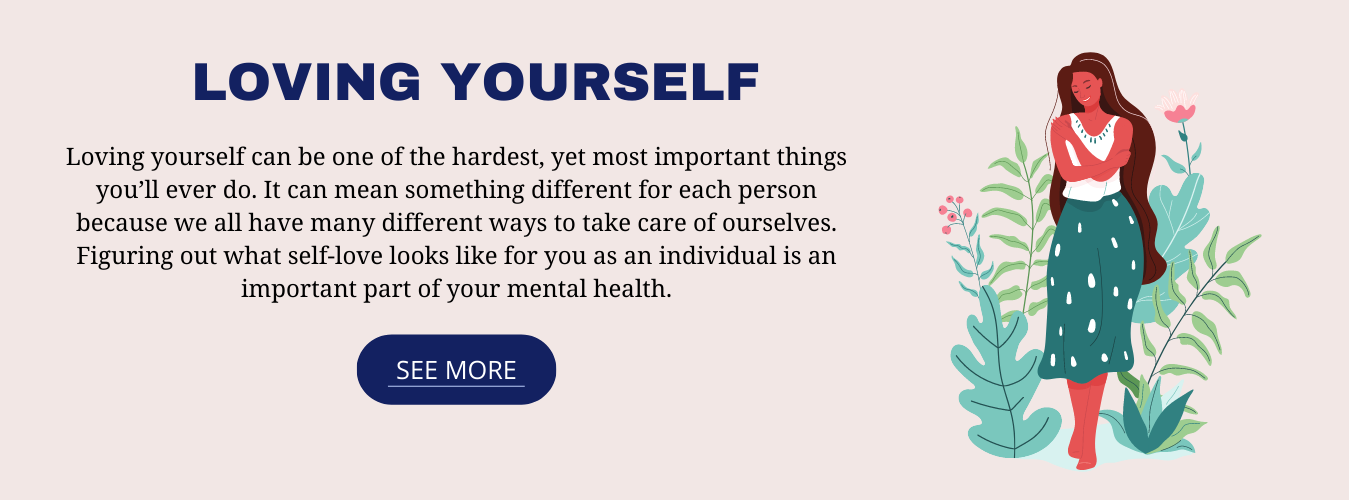 LOVING YOURSELF
Loving yourself can be one of the hardest, yet most important things
you’ll ever do. It can mean something different for each person
because we all have many different ways to take care of ourselves.
Figuring out what self-love looks like for you as an individual is an
important part of your mental health.
SEE MORE